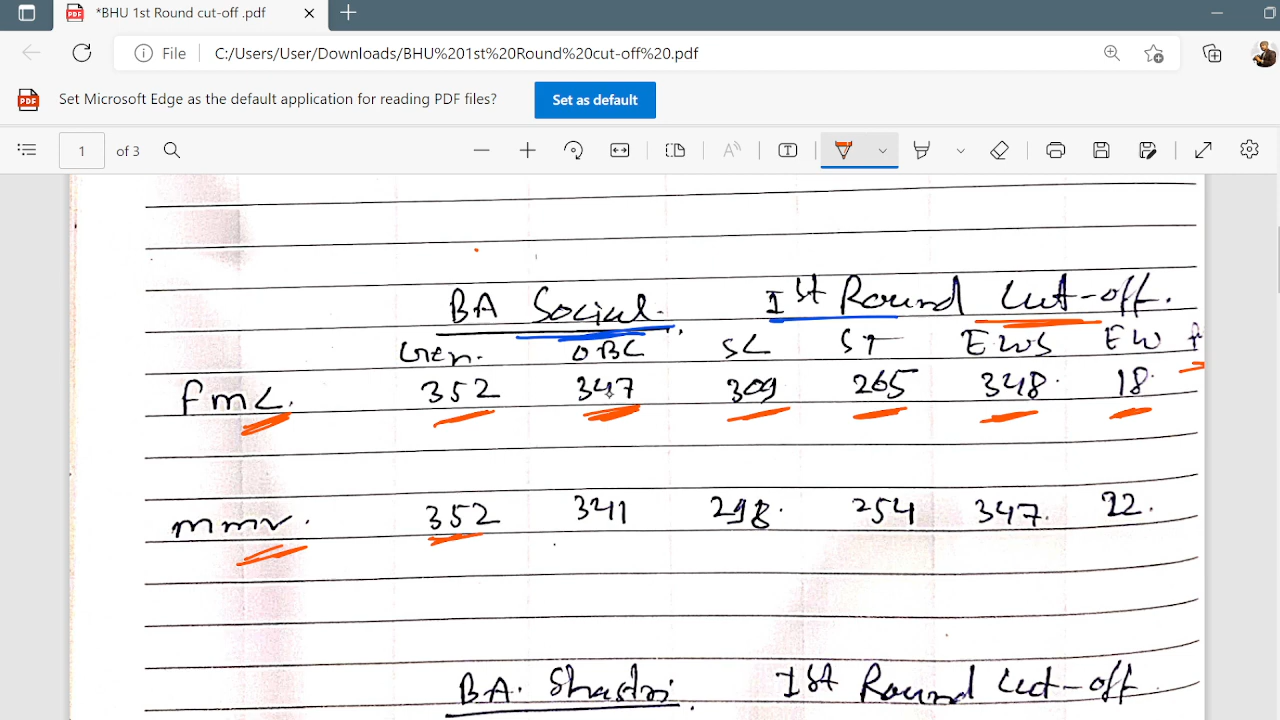 *BHU 1st Round cut-off .pdf
File C:/Users/User/Downloads/BHU%201st%20Round%20cut-off%20.pdf
Set Microsoft Edge as the default application for reading PDF files? Set as default
1 of 3
BA Social. Ist Round Cut-off.
Gen. OBC SC ST EWS EW
fmc. 352 347 309 265 348. 18.
mmv. 352 341 298. 254 347. 22.
BA. Shastri. Ist Round Cut-off